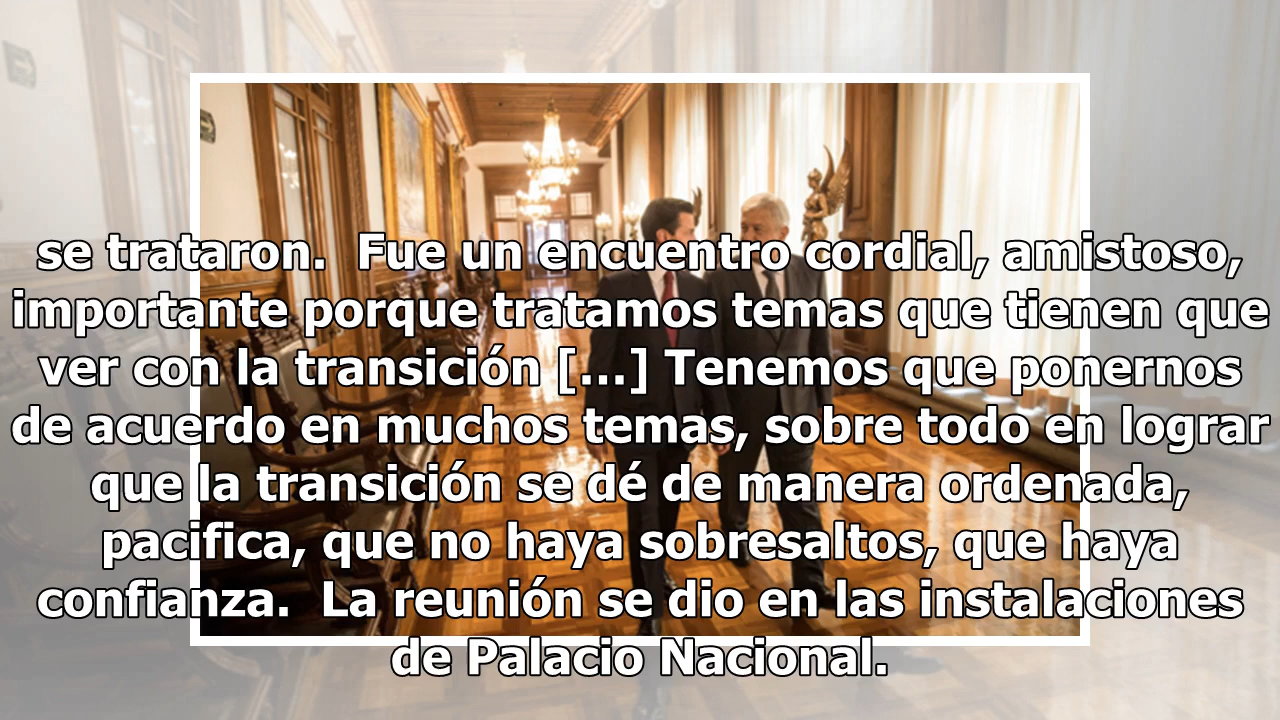 se trataron.  Fue un encuentro cordial, amistoso,
importante porque tratamos temas que tienen que
ver con la transición [...] Tenemos que ponernos
de acuerdo en muchos temas, sobre todo en lograr
que la transición se dé de manera ordenada,
pacifica, que no haya sobresaltos, que haya
confianza.  La reunión se dio en las instalaciones
de Palacio Nacional.